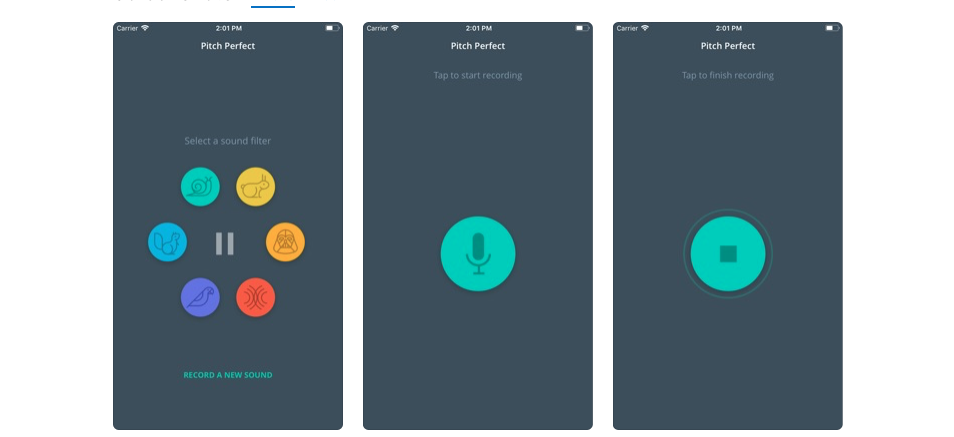 Carrier 2:01 PM
Pitch Perfect
Select a sound filter
RECORD A NEW SOUND
Carrier 2:01 PM
Pitch Perfect
Tap to start recording
Carrier 2:01 PM
Pitch Perfect
Tap to finish recording